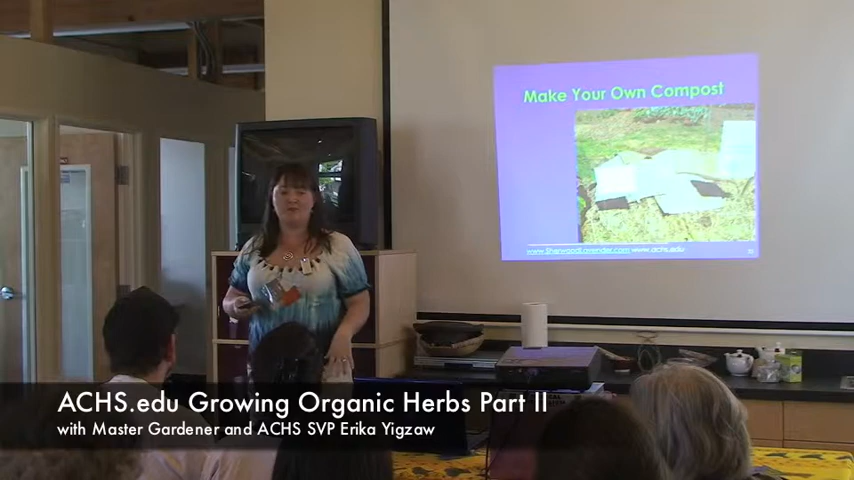 Make Your Own Compost
www.SherwoodLavender.com www.achs.edu
ACHS.edu Growing Organic Herbs Part II
with Master Gardener and ACHS SVP Erika Yigzaw